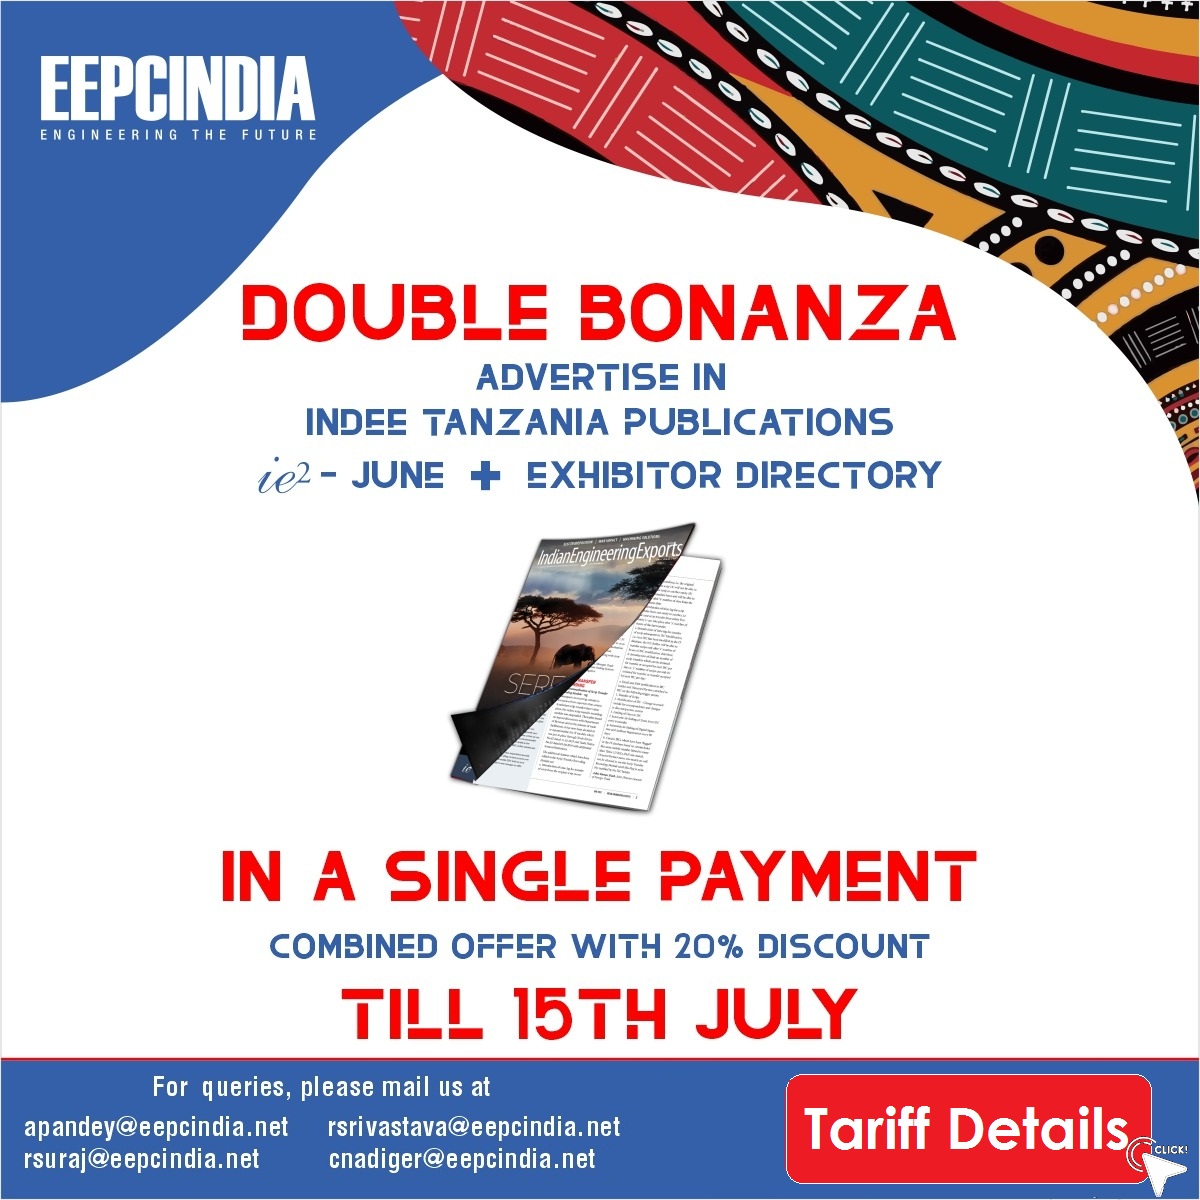 EEPCINDIA
ENGINEERING THE FUTURE
DOUBLE BONANZA
ADVERTISE IN
INDEE TANZANIA PUBLICATIONS
ie² - JUNE + EXHIBITOR DIRECTORY
IndianEngineeringExports
SERE
IN A SINGLE PAYMENT
COMBINED OFFER WITH 20% DISCOUNT
TILL 15TH JULY
For queries, please mail us at
apandey@eepcindia.net rsrivastava@eepcindia.net
rsuraj@eepcindia.net cnadiger@eepcindia.net
Tariff Details
CLICK!